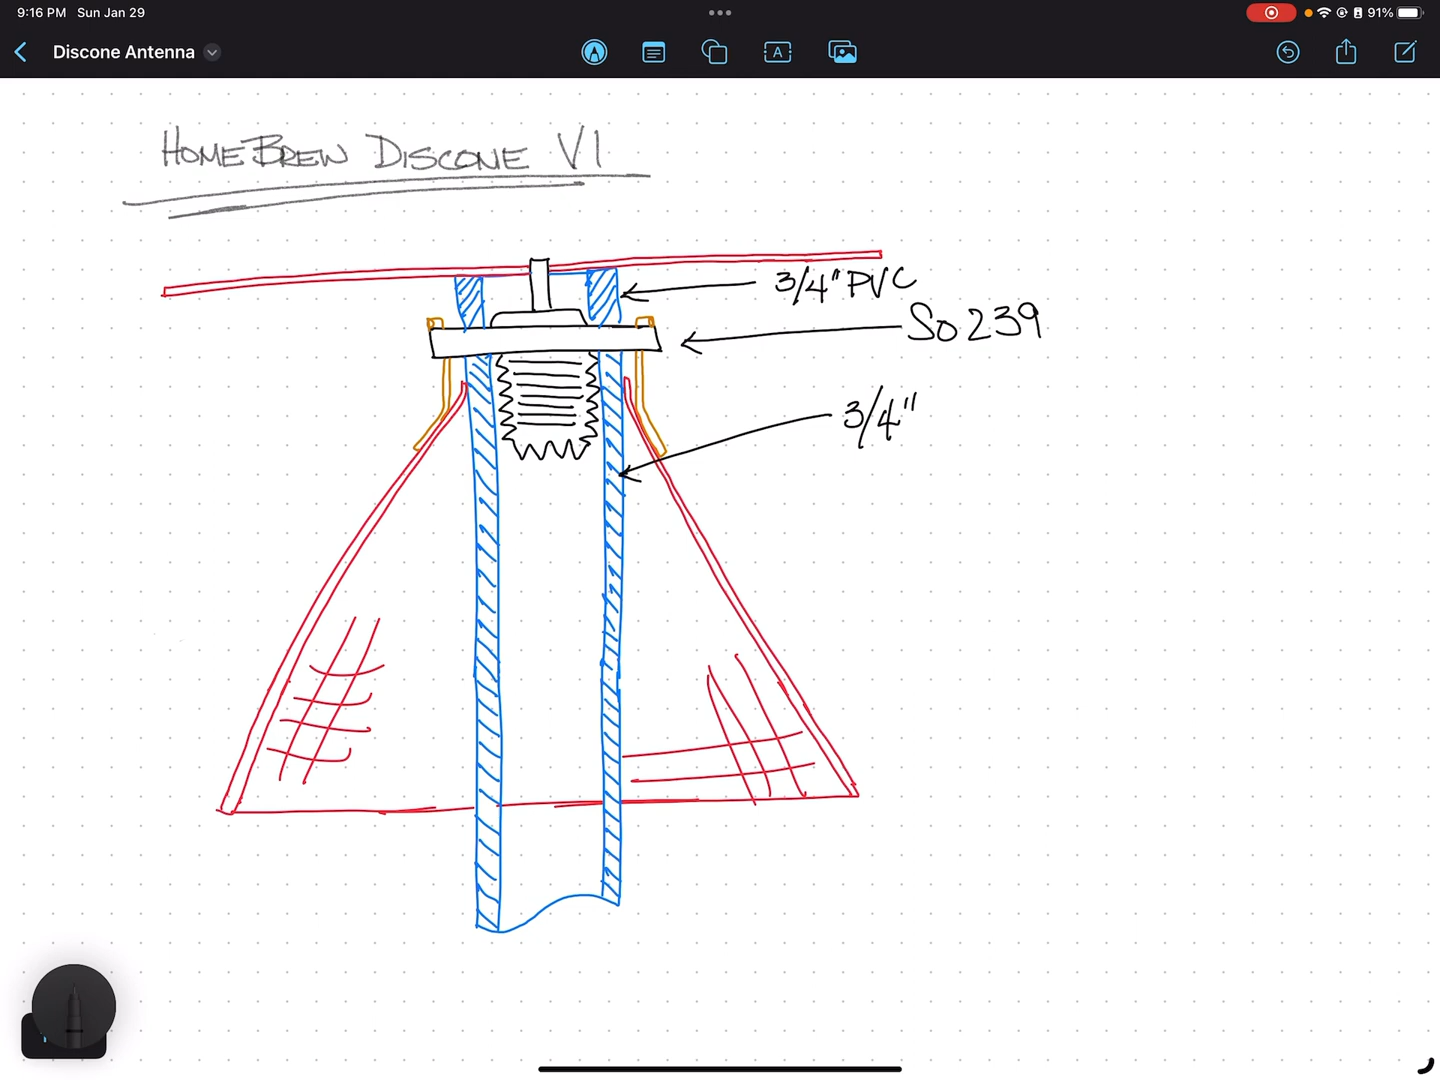 9:16 PM Sun Jan 29
91%
Discone Antenna
A
HOMEBREW DISCONE V1
3/4" PVC
So239
3/4"